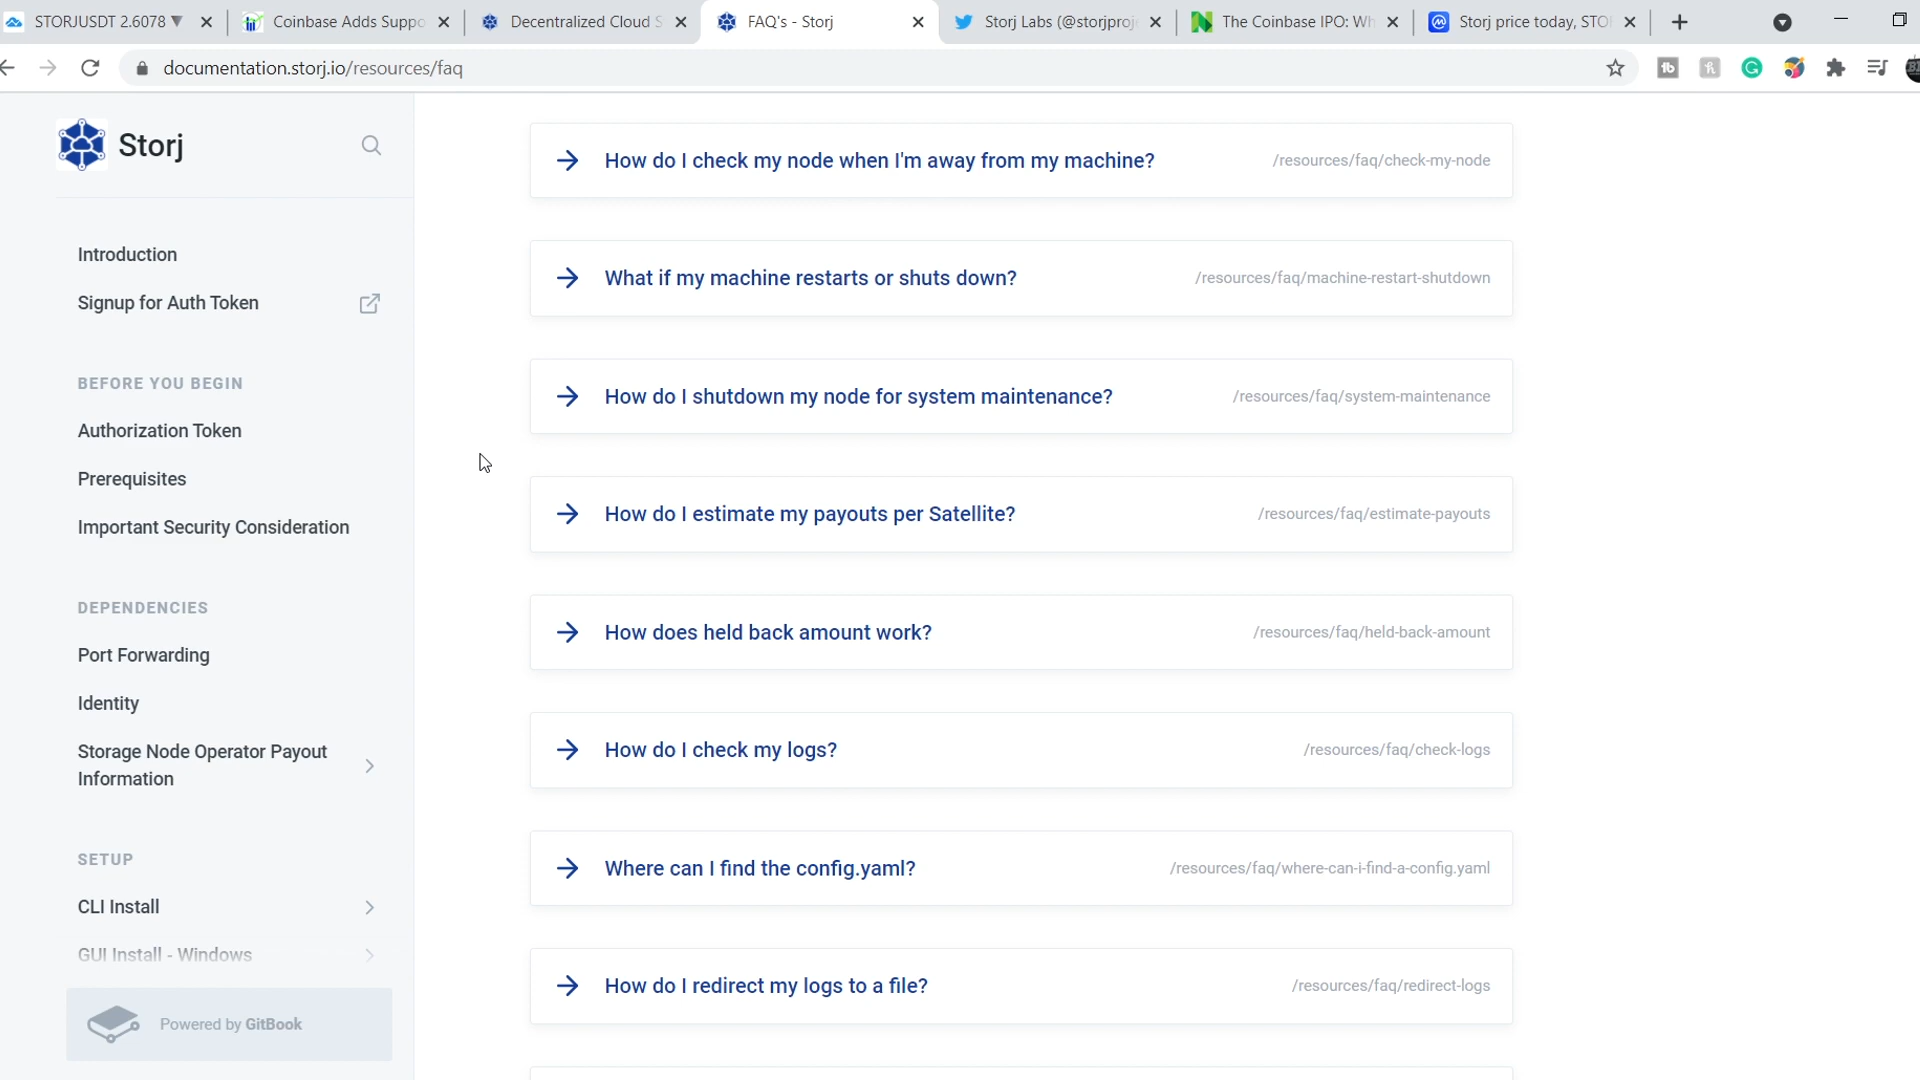 STORJUSDT 2.6078 ▼
Coinbase Adds Suppo
Decentralized Cloud S
FAQ's - Storj
Storj Labs (@storjproje
The Coinbase IPO: Wh
Storj price today, STO
documentation.storj.io/resources/faq
Storj
Introduction
Signup for Auth Token
BEFORE YOU BEGIN
Authorization Token
Prerequisites
Important Security Consideration
DEPENDENCIES
Port Forwarding
Identity
Storage Node Operator Payout
Information
SETUP
CLI Install
GUI Install - Windows
Powered by GitBook
How do I check my node when I'm away from my machine? /resources/faq/check-my-node
What if my machine restarts or shuts down? /resources/faq/machine-restart-shutdown
How do I shutdown my node for system maintenance? /resources/faq/system-maintenance
How do I estimate my payouts per Satellite? /resources/faq/estimate-payouts
How does held back amount work? /resources/faq/held-back-amount
How do I check my logs? /resources/faq/check-logs
Where can I find the config.yaml? /resources/faq/where-can-i-find-a-config.yaml
How do I redirect my logs to a file? /resources/faq/redirect-logs